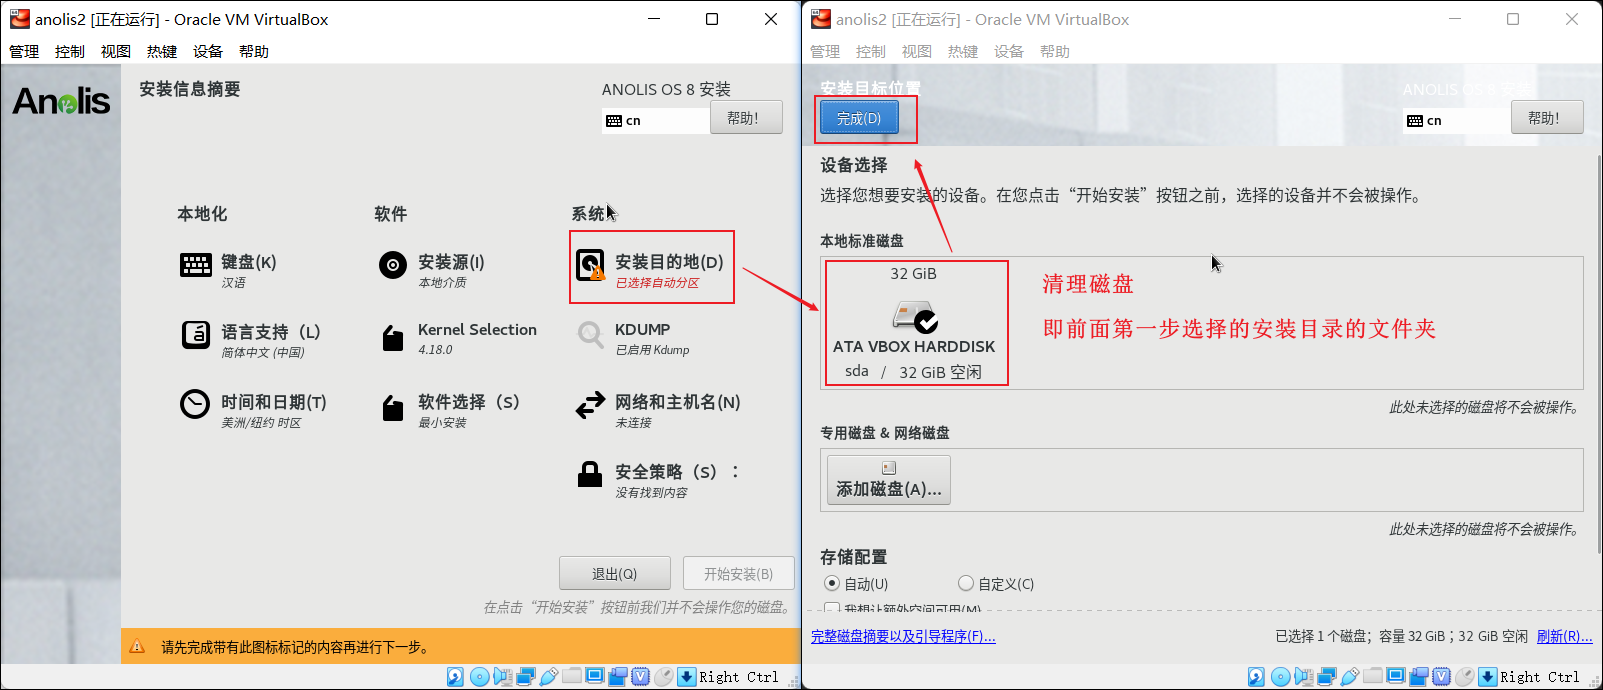 anolis2 [正在运行] - Oracle VM VirtualBox
管理 控制 视图 热键 设备 帮助
Anolis
安装信息摘要
ANOLIS OS 8 安装
cn
帮助！
本地化
键盘(K)
汉语
语言支持（L）
简体中文 (中国)
时间和日期(T)
美洲/纽约 时区
软件
安装源(I)
本地介质
Kernel Selection
4.18.0
软件选择（S）
最小安装
系统
安装目的地(D)
已选择自动分区
KDUMP
已启用 Kdump
网络和主机名(N)
未连接
安全策略（S）：
没有找到内容
退出(Q)
开始安装(B)
在点击“开始安装”按钮前我们并不会操作您的磁盘。
请先完成带有此图标标记的内容再进行下一步。
Right Ctrl
anolis2 [正在运行] - Oracle VM VirtualBox
管理 控制 视图 热键 设备 帮助
安装目标位置
完成(D)
ANOLIS OS 8 安装
cn
帮助！
设备选择
选择您想要安装的设备。在您点击“开始安装”按钮之前，选择的设备并不会被操作。
本地标准磁盘
32 GiB
ATA VBOX HARDDISK
sda / 32 GiB 空闲
清理磁盘
即前面第一步选择的安装目录的文件夹
此处未选择的磁盘将不会被操作。
专用磁盘 & 网络磁盘
添加磁盘(A)...
此处未选择的磁盘将不会被操作。
存储配置
自动(U)
自定义(C)
我想让额外空间可用(M)
完整磁盘摘要以及引导程序(F)...
已选择 1 个磁盘；容量 32 GiB；32 GiB 空闲 刷新(R)...
Right Ctrl